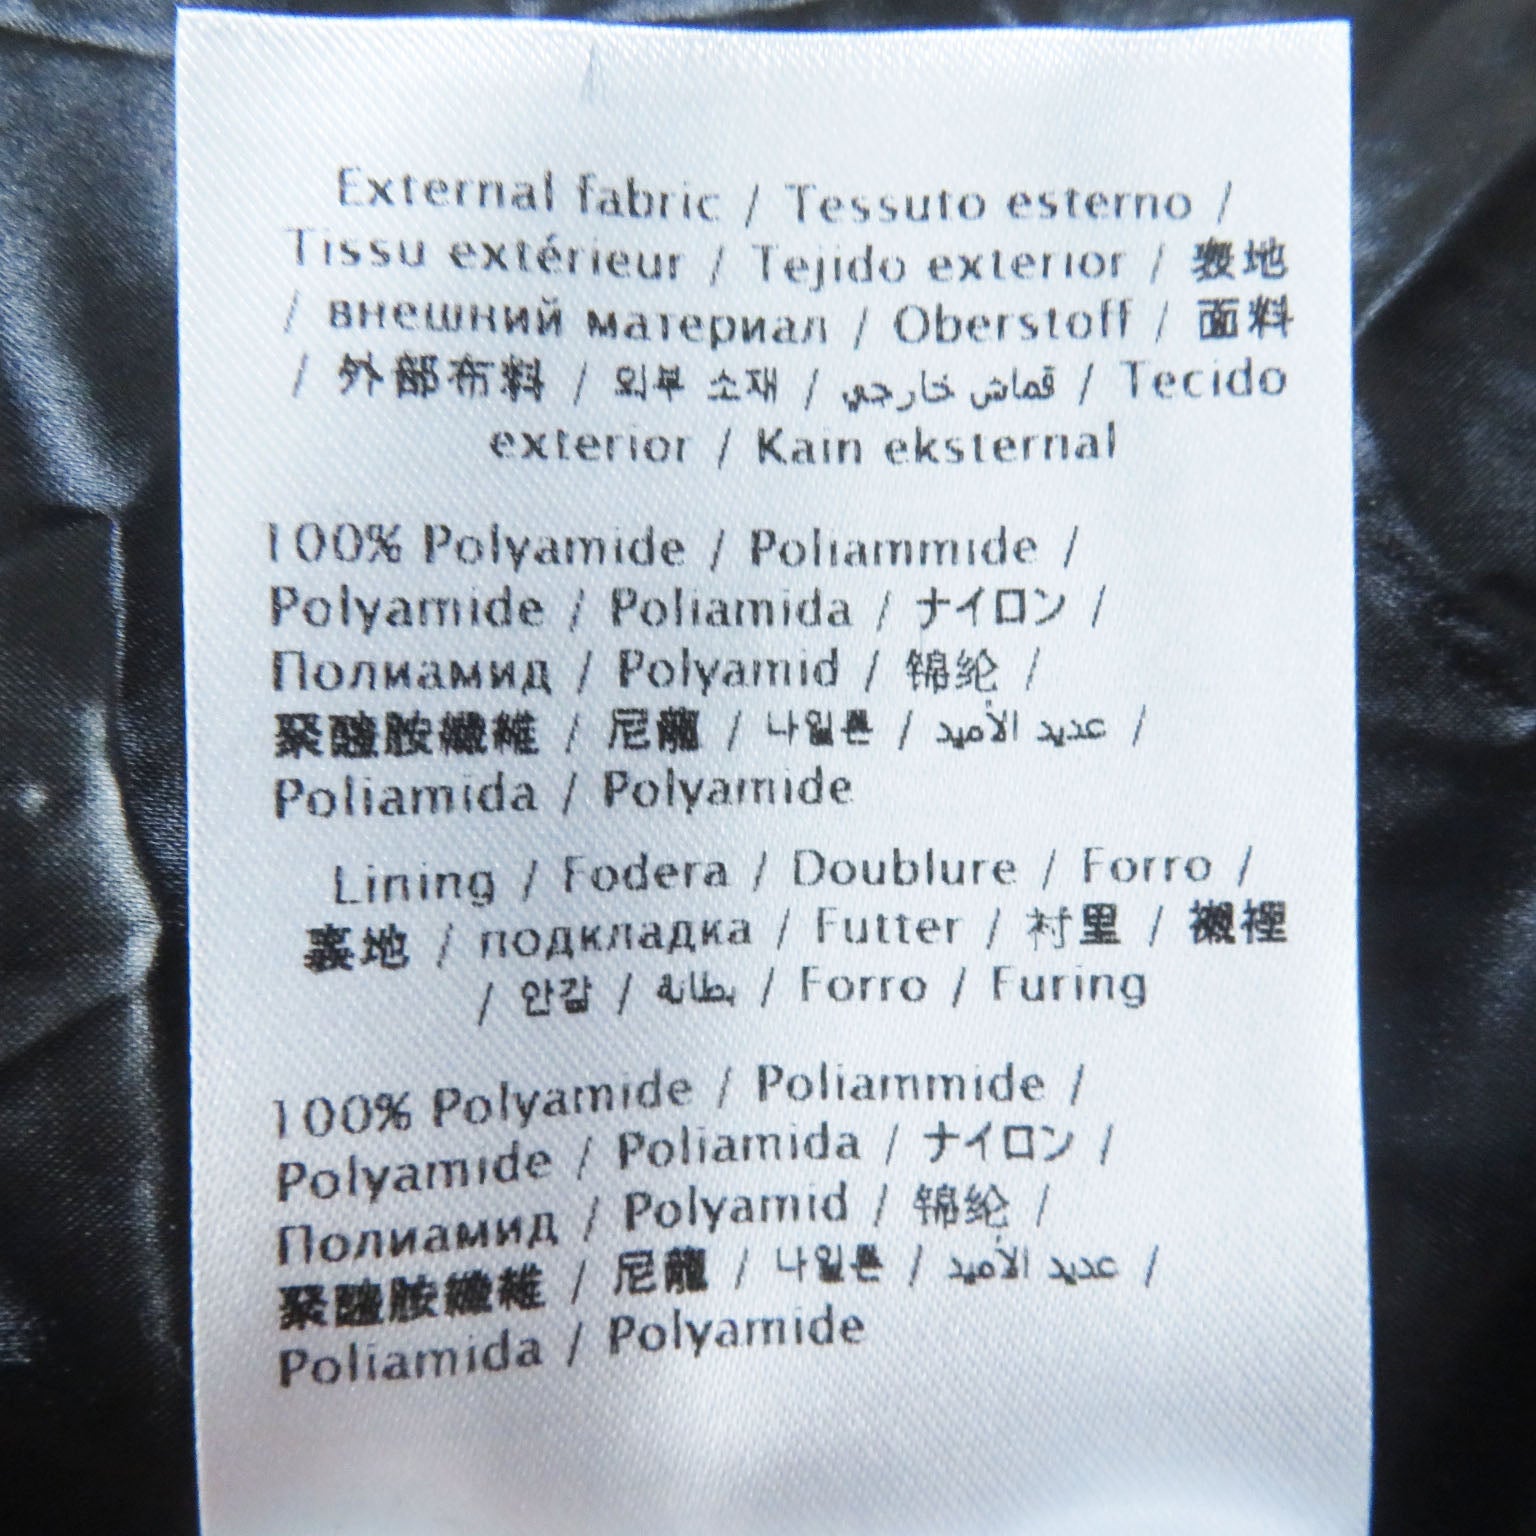 External fabric / Tessuto esterno /
Tissu extérieur / Tejido exterior / 表地
/ внешний материал / Oberstoff / 面料
/ 外部布料 / 외부 소재 / قماش خارجي / Tecido
exterior / Kain eksternal
100% Polyamide / Poliammide /
Polyamide / Poliamida / ナイロン /
Полиамид / Polyamid / 锦纶 /
聚醯胺纖維 / 尼龍 / 나일론 / عديد الأميد /
Poliamida / Polyamide
Lining / Fodera / Doublure / Forro /
裏地 / подкладка / Futter / 衬里 / 襯裡
/ 안감 / بطانة / Forro / Furing
100% Polyamide / Poliammide /
Polyamide / Poliamida / ナイロン /
Полиамид / Polyamid / 锦纶 /
聚醯胺纖維 / 尼龍 / 나일론 / عديد الأميد /
Poliamida / Polyamide